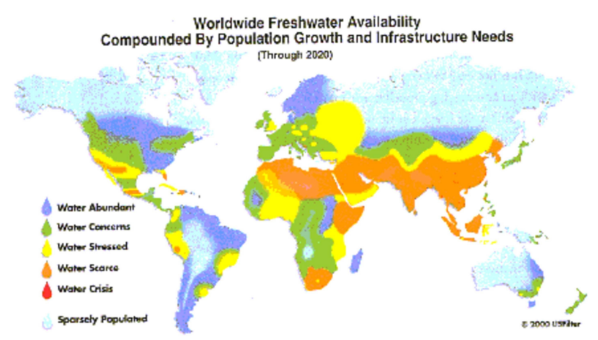 Worldwide Freshwater Availability
Compounded By Population Growth and Infrastructure Needs
(Through 2020)
Water Abundant
Water Concerns
Water Stressed
Water Scarce
Water Crisis
Sparsely Populated
© 2000 USFilter